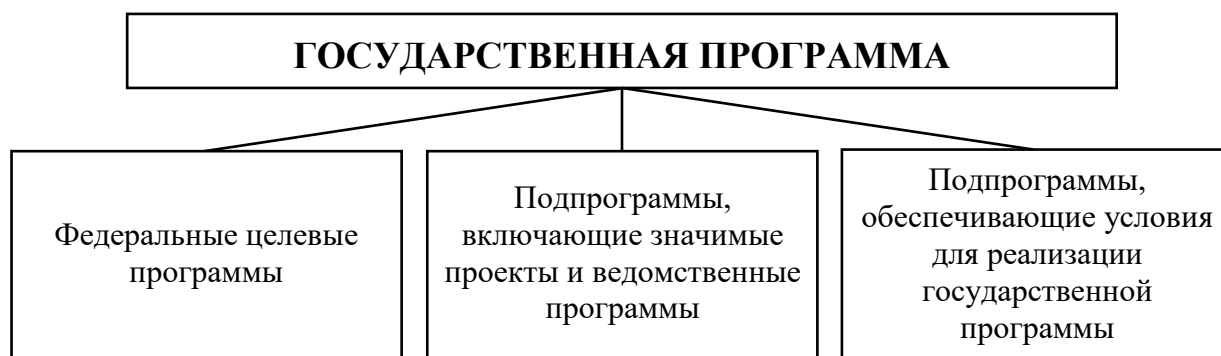 ГОСУДАРСТВЕННАЯ ПРОГРАММА
Федеральные целевые
программы
Подпрограммы,
включающие значимые
проекты и ведомственные
программы
Подпрограммы,
обеспечивающие условия
для реализации
государственной
программы